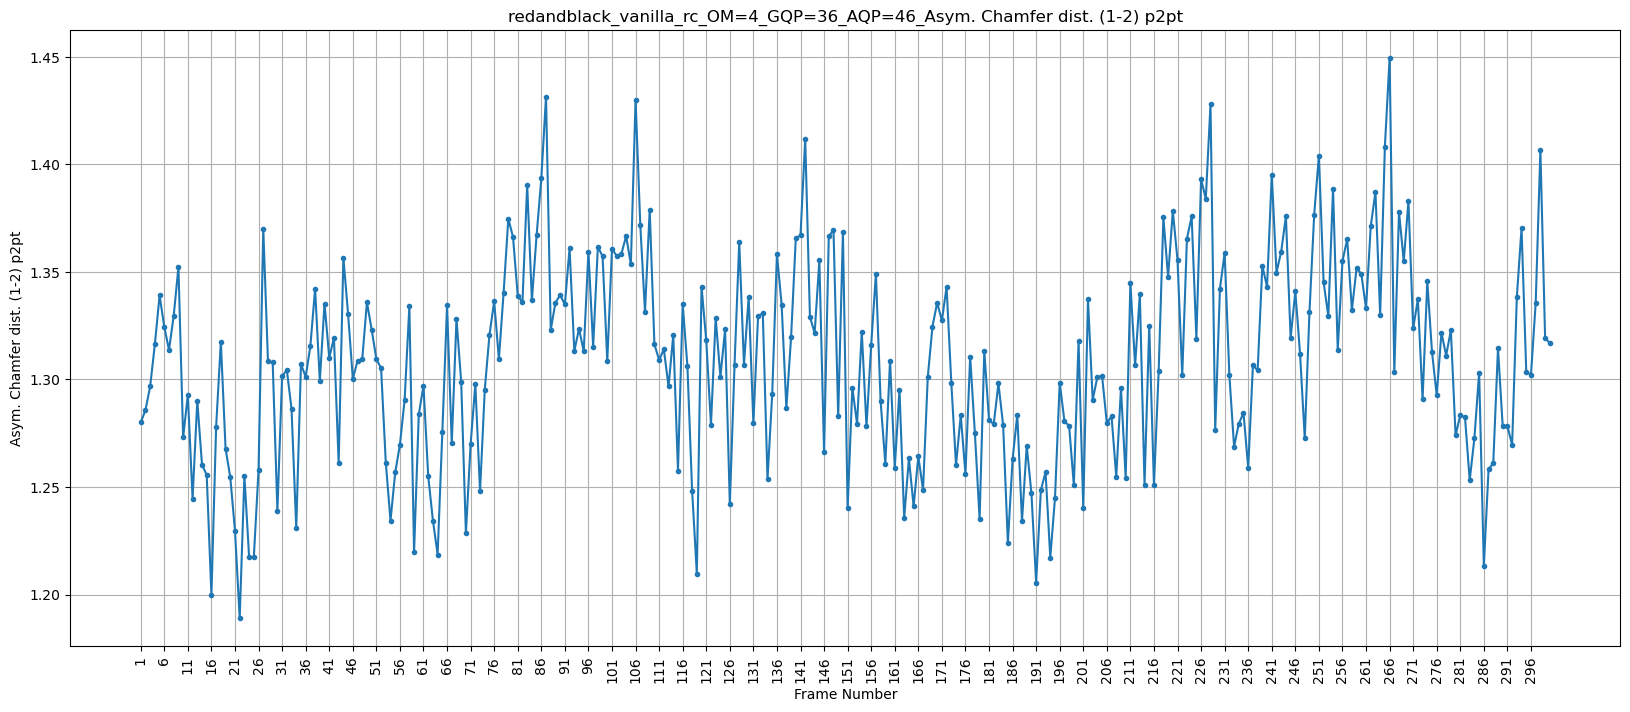 redandblack_vanilla_rc_OM=4_GQP=36_AQP=46_Asym. Chamfer dist. (1-2) p2pt
Asym. Chamfer dist. (1-2) p2pt
1.45
1.40
1.35
1.30
1.25
1.20
1 6 11 16 21 26 31 36 41 46 51 56 61 66 71 76 81 86 91 96 101 106 111 116 121 126 131 136 141 146 151 156 161 166 171 176 181 186 191 196 201 206 211 216 221 226 231 236 241 246 251 256 261 266 271 276 281 286 291 296
Frame Number